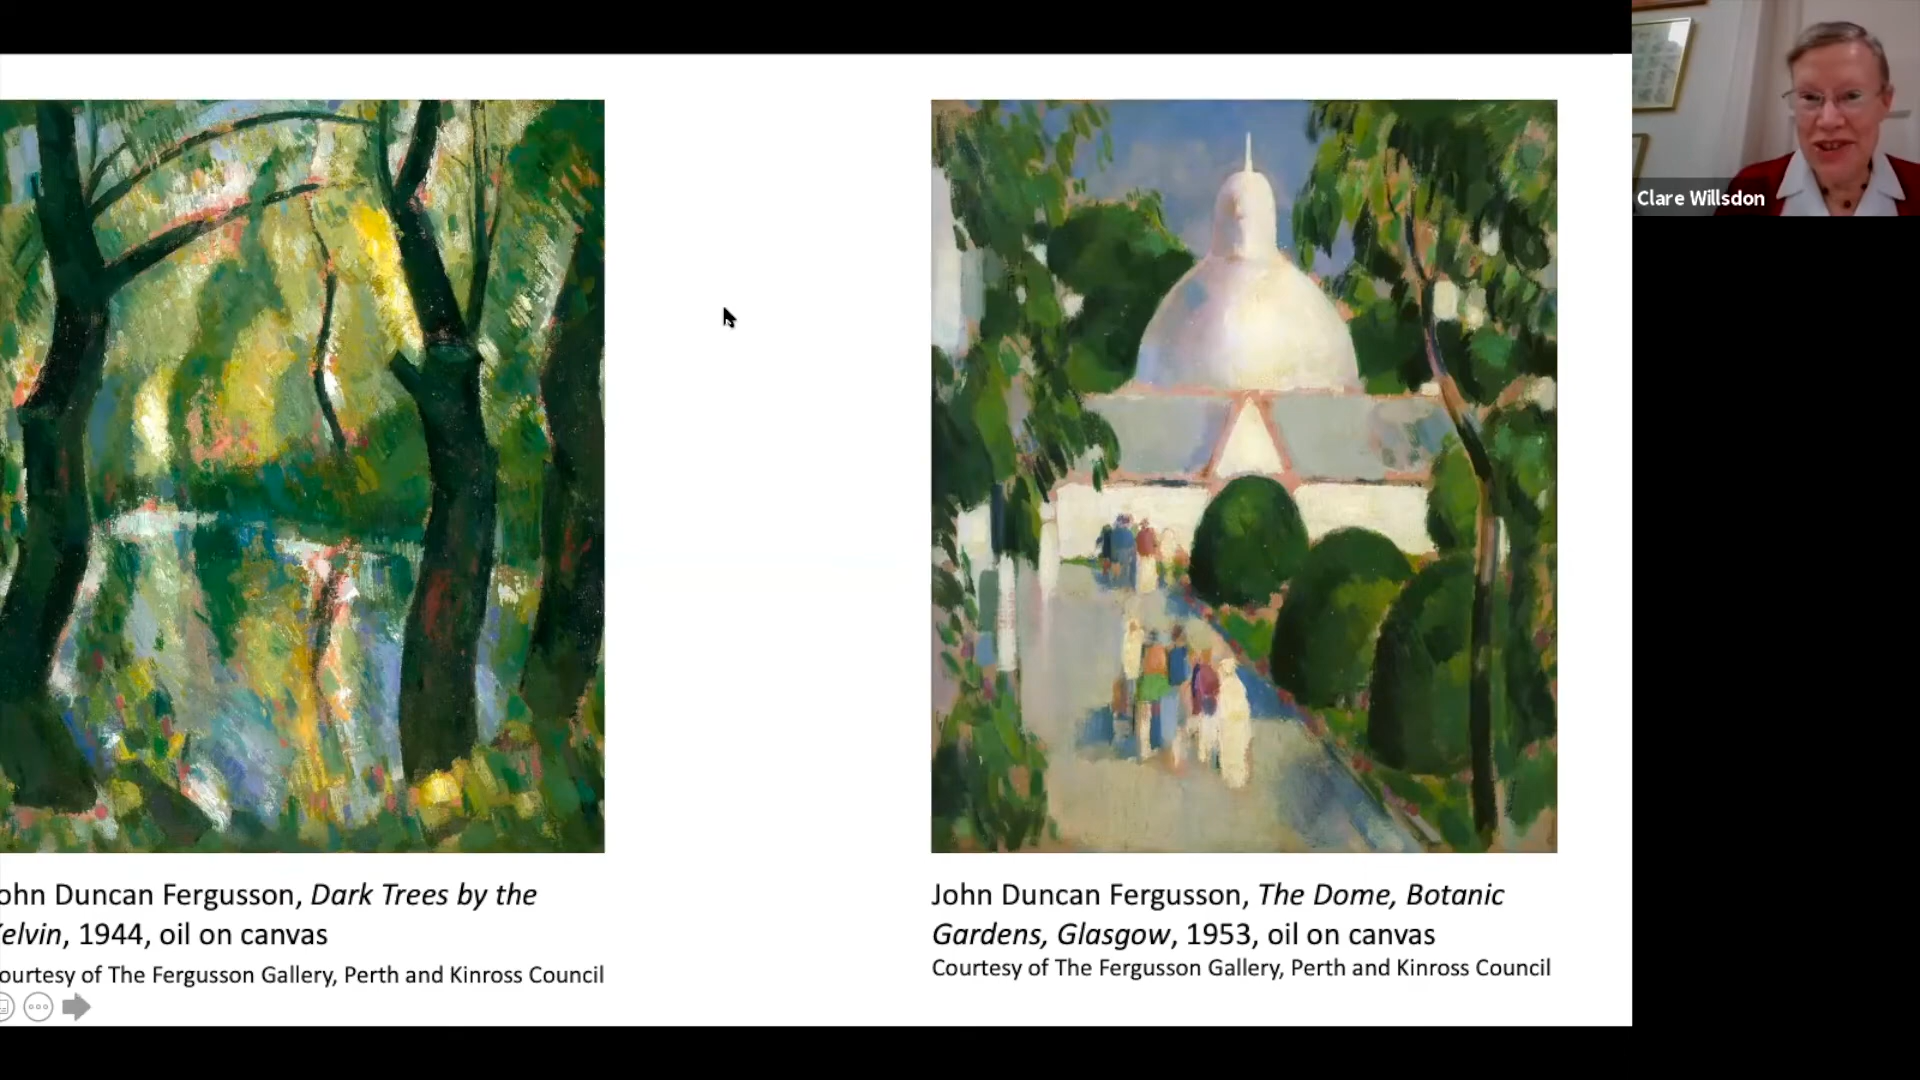 Clare Willsdon
ohn Duncan Fergusson, Dark Trees by the
elvin, 1944, oil on canvas
ourtesy of The Fergusson Gallery, Perth and Kinross Council
John Duncan Fergusson, The Dome, Botanic
Gardens, Glasgow, 1953, oil on canvas
Courtesy of The Fergusson Gallery, Perth and Kinross Council